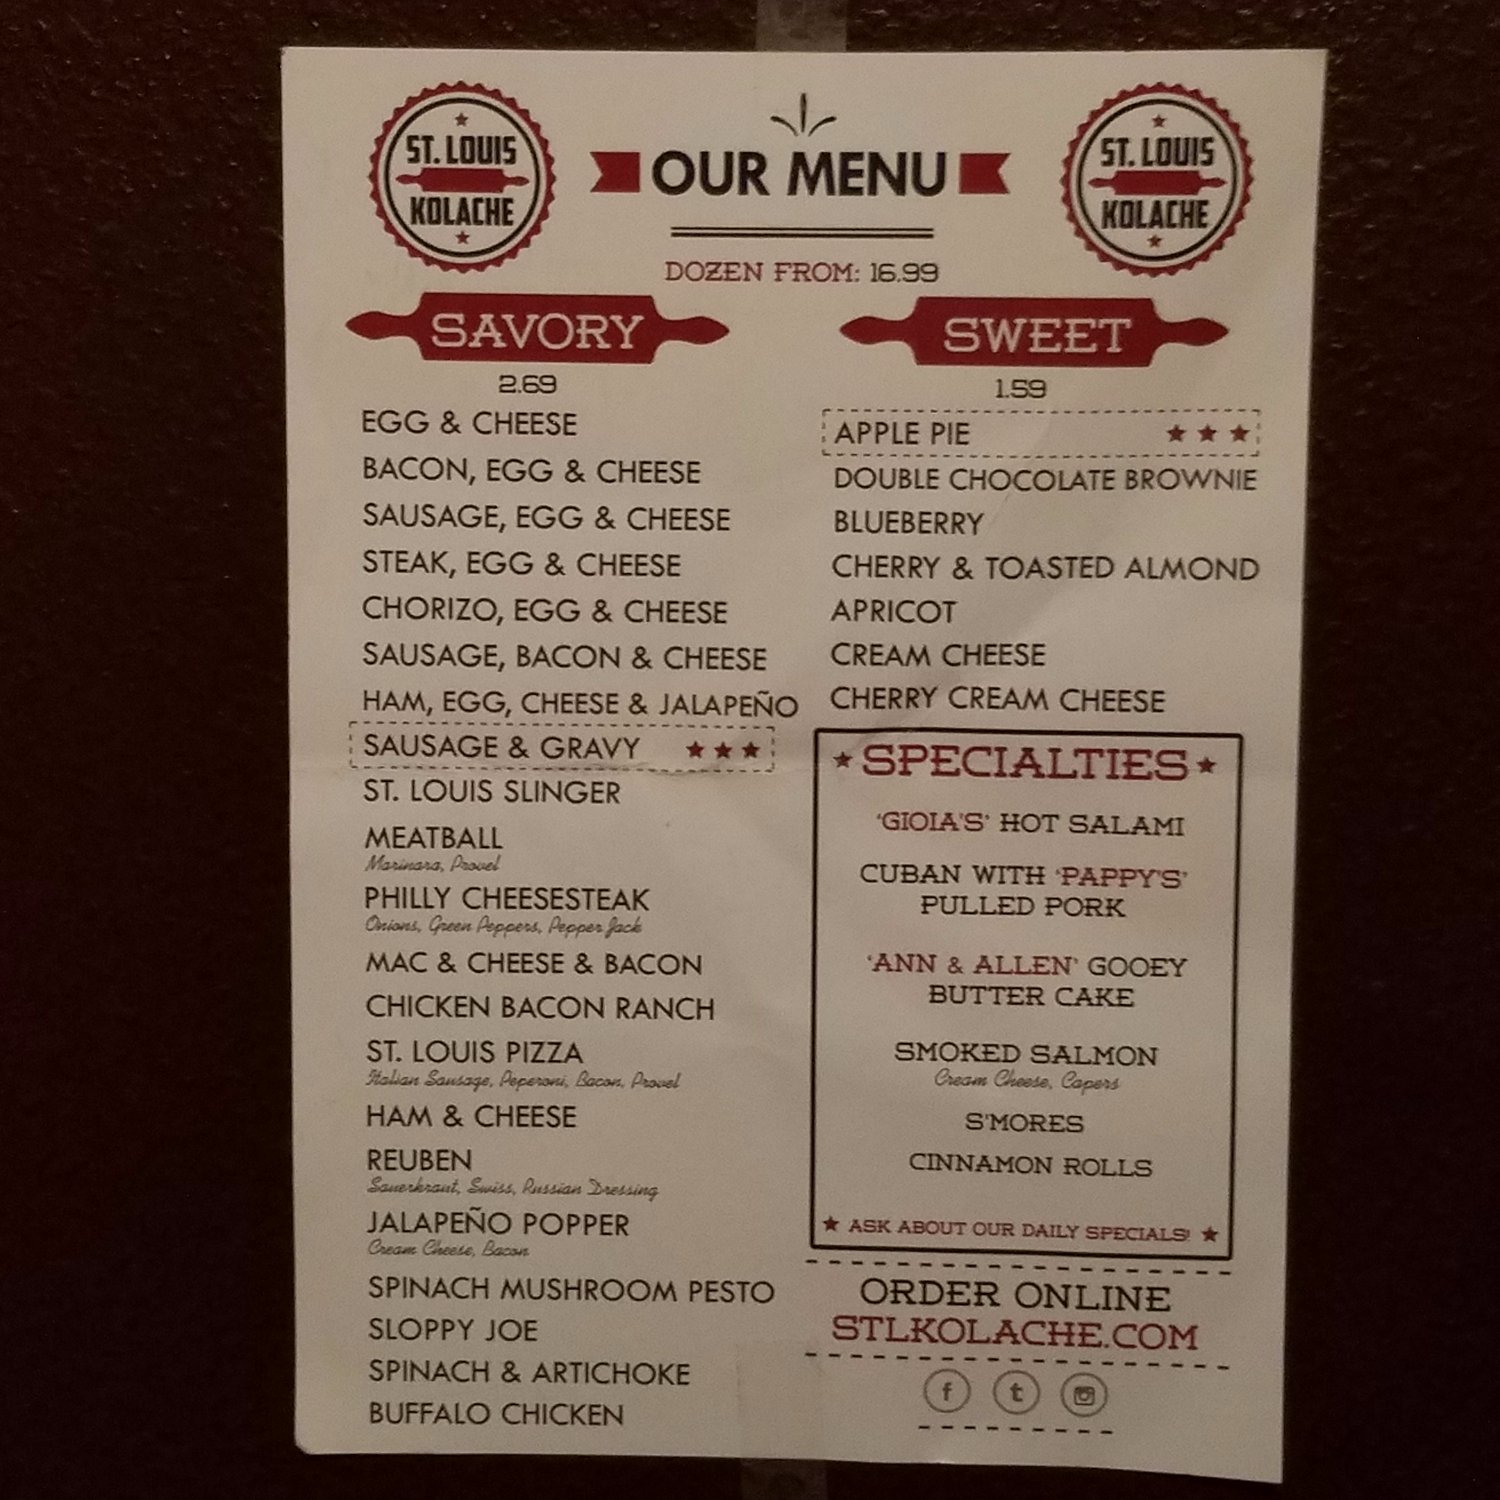 ST. LOUIS
KOLACHE
OUR MENU
ST. LOUIS
KOLACHE
DOZEN FROM: 16.99
SAVORY
2.69
EGG & CHEESE
BACON, EGG & CHEESE
SAUSAGE, EGG & CHEESE
STEAK, EGG & CHEESE
CHORIZO, EGG & CHEESE
SAUSAGE, BACON & CHEESE
HAM, EGG, CHEESE & JALAPEÑO
SAUSAGE & GRAVY ★ ★ ★
ST. LOUIS SLINGER
MEATBALL
Marinara, Provel
PHILLY CHEESESTEAK
Onions, Green Peppers, Pepper Jack
MAC & CHEESE & BACON
CHICKEN BACON RANCH
ST. LOUIS PIZZA
Italian Sausage, Peperoni, Bacon, Provel
HAM & CHEESE
REUBEN
Sauerkraut, Swiss, Russian Dressing
JALAPEÑO POPPER
Cream Cheese, Bacon
SPINACH MUSHROOM PESTO
SLOPPY JOE
SPINACH & ARTICHOKE
BUFFALO CHICKEN
SWEET
1.59
APPLE PIE ★ ★ ★
DOUBLE CHOCOLATE BROWNIE
BLUEBERRY
CHERRY & TOASTED ALMOND
APRICOT
CREAM CHEESE
CHERRY CREAM CHEESE
★ SPECIALTIES ★
'GIOIA'S' HOT SALAMI
CUBAN WITH 'PAPPY'S'
PULLED PORK
'ANN & ALLEN' GOOEY
BUTTER CAKE
SMOKED SALMON
Cream Cheese, Capers
S'MORES
CINNAMON ROLLS
★ ASK ABOUT OUR DAILY SPECIALS! ★
ORDER ONLINE
STLKOLACHE.COM
f t